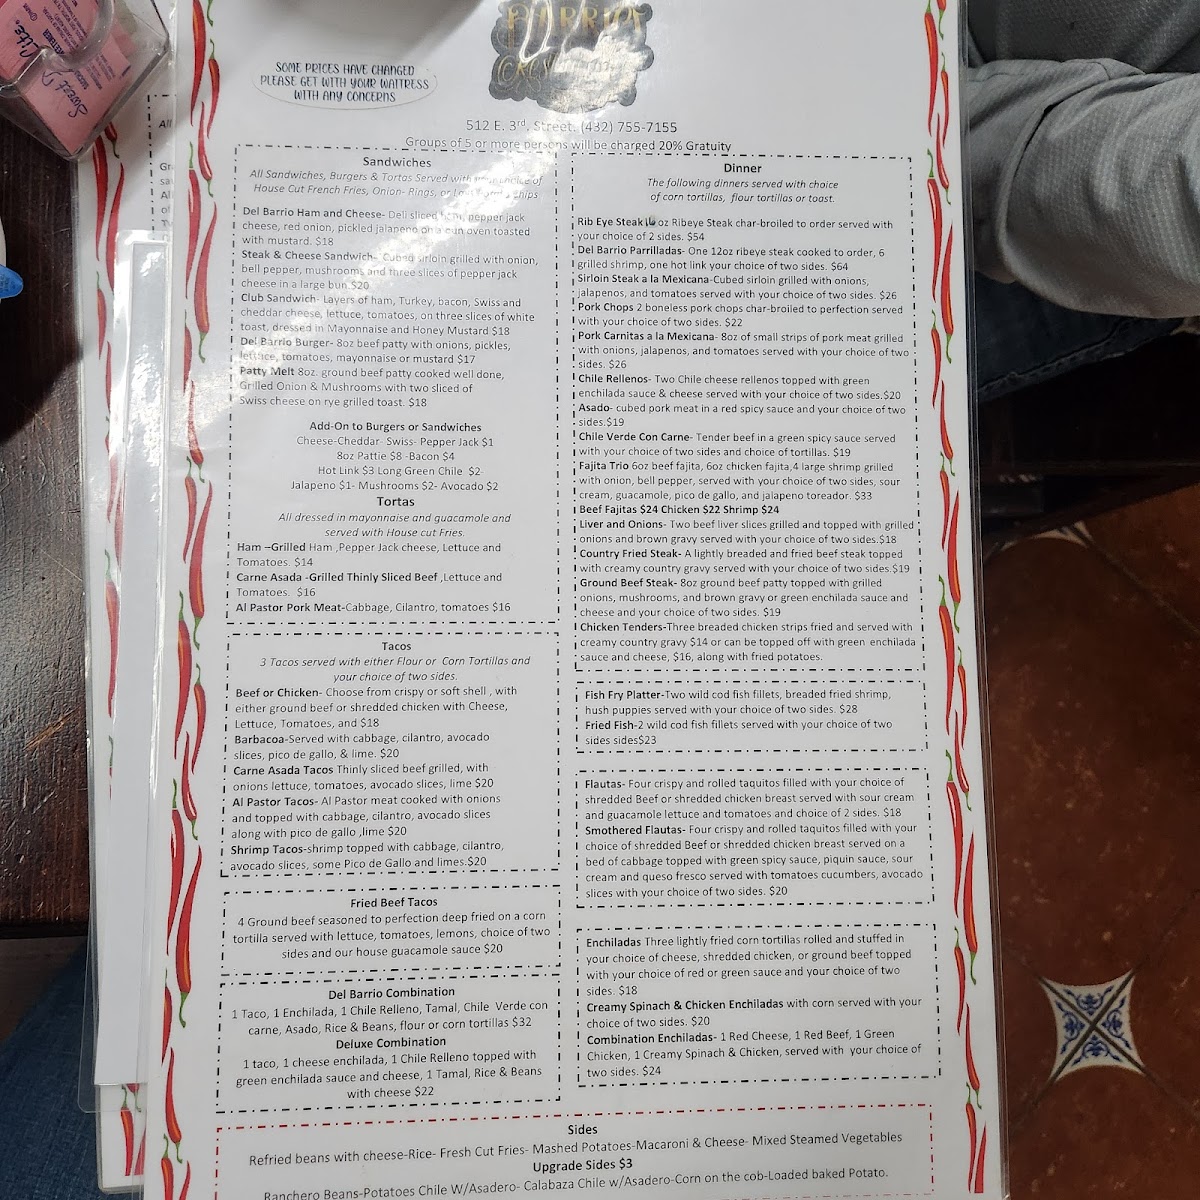 BARRIO
SOME PRICES HAVE CHANGED
PLEASE GET WITH YOUR WAITRESS
WITH ANY CONCERNS
512 E. 3rd. Street. (432) 755-7155
Groups of 5 or more persons will be charged 20% Gratuity
Sandwiches
All Sandwiches, Burgers & Tortas Served with your choice of
House Cut French Fries, Onion- Rings, or chips
Del Barrio Ham and Cheese- Deli sliced ham, pepper jack
cheese, red onion, pickled jalapeno on a bun oven toasted
with mustard. $18
Steak & Cheese Sandwich- Cubed sirloin grilled with onion,
bell pepper, mushrooms and three slices of pepper jack
cheese in a large bun $20
Club Sandwich- Layers of ham, Turkey, bacon, Swiss and
cheddar cheese, lettuce, tomatoes, on three slices of white
toast, dressed in Mayonnaise and Honey Mustard $18
Del Barrio Burger- 8oz beef patty with onions, pickles,
lettuce, tomatoes, mayonnaise or mustard $17
Patty Melt 8oz. ground beef patty cooked well done,
Grilled Onion & Mushrooms with two sliced of
Swiss cheese on rye grilled toast. $18
Add-On to Burgers or Sandwiches
Cheese-Cheddar- Swiss- Pepper Jack $1
8oz Pattie $8 -Bacon $4
Hot Link $3 Long Green Chile $2-
Jalapeno $1- Mushrooms $2- Avocado $2
Tortas
All dressed in mayonnaise and guacamole and
served with House cut Fries.
Ham –Grilled Ham ,Pepper Jack cheese, Lettuce and
Tomatoes. $14
Carne Asada -Grilled Thinly Sliced Beef ,Lettuce and
Tomatoes. $16
Al Pastor Pork Meat-Cabbage, Cilantro, tomatoes $16
Tacos
3 Tacos served with either Flour or Corn Tortillas and
your choice of two sides.
Beef or Chicken- Choose from crispy or soft shell , with
either ground beef or shredded chicken with Cheese,
Lettuce, Tomatoes, and $18
Barbacoa-Served with cabbage, cilantro, avocado
slices, pico de gallo, & lime. $20
Carne Asada Tacos Thinly sliced beef grilled, with
onions lettuce, tomatoes, avocado slices, lime $20
Al Pastor Tacos- Al Pastor meat cooked with onions
and topped with cabbage, cilantro, avocado slices
along with pico de gallo ,lime $20
Shrimp Tacos-shrimp topped with cabbage, cilantro,
avocado slices, some Pico de Gallo and limes.$20
Fried Beef Tacos
4 Ground beef seasoned to perfection deep fried on a corn
tortilla served with lettuce, tomatoes, lemons, choice of two
sides and our house guacamole sauce $20
Del Barrio Combination
1 Taco, 1 Enchilada, 1 Chile Relleno, Tamal, Chile Verde con
carne, Asado, Rice & Beans, flour or corn tortillas $32
Deluxe Combination
1 taco, 1 cheese enchilada, 1 Chile Relleno topped with
green enchilada sauce and cheese, 1 Tamal, Rice & Beans
with cheese $22
Dinner
The following dinners served with choice
of corn tortillas, flour tortillas or toast.
Rib Eye Steak oz Ribeye Steak char-broiled to order served with
your choice of 2 sides. $54
Del Barrio Parrilladas- One 12oz ribeye steak cooked to order, 6
grilled shrimp, one hot link your choice of two sides. $64
Sirloin Steak a la Mexicana-Cubed sirloin grilled with onions,
jalapenos, and tomatoes served with your choice of two sides. $26
Pork Chops 2 boneless pork chops char-broiled to perfection served
with your choice of two sides. $22
Pork Carnitas a la Mexicana- 8oz of small strips of pork meat grilled
with onions, jalapenos, and tomatoes served with your choice of two
sides. $26
Chile Rellenos- Two Chile cheese rellenos topped with green
enchilada sauce & cheese served with your choice of two sides.$20
Asado- cubed pork meat in a red spicy sauce and your choice of two
sides.$19
Chile Verde Con Carne- Tender beef in a green spicy sauce served
with your choice of two sides and choice of tortillas. $19
Fajita Trio 6oz beef fajita, 6oz chicken fajita,4 large shrimp grilled
with onion, bell pepper, served with your choice of two sides, sour
cream, guacamole, pico de gallo, and jalapeno toreador. $33
Beef Fajitas $24 Chicken $22 Shrimp $24
Liver and Onions- Two beef liver slices grilled and topped with grilled
onions and brown gravy served with your choice of two sides.$18
Country Fried Steak- A lightly breaded and fried beef steak topped
with creamy country gravy served with your choice of two sides.$19
Ground Beef Steak- 8oz ground beef patty topped with grilled
onions, mushrooms, and brown gravy or green enchilada sauce and
cheese and your choice of two sides. $19
Chicken Tenders-Three breaded chicken strips fried and served with
creamy country gravy $14 or can be topped off with green enchilada
sauce and cheese, $16, along with fried potatoes.
Fish Fry Platter-Two wild cod fish fillets, breaded fried shrimp,
hush puppies served with your choice of two sides. $28
Fried Fish-2 wild cod fish fillets served with your choice of two
sides sides$23
Flautas- Four crispy and rolled taquitos filled with your choice of
shredded Beef or shredded chicken breast served with sour cream
and guacamole lettuce and tomatoes and choice of 2 sides. $18
Smothered Flautas- Four crispy and rolled taquitos filled with your
choice of shredded Beef or shredded chicken breast served on a
bed of cabbage topped with green spicy sauce, piquin sauce, sour
cream and queso fresco served with tomatoes cucumbers, avocado
slices with your choice of two sides. $20
Enchiladas Three lightly fried corn tortillas rolled and stuffed in
your choice of cheese, shredded chicken, or ground beef topped
with your choice of red or green sauce and your choice of two
sides. $18
Creamy Spinach & Chicken Enchiladas with corn served with your
choice of two sides. $20
Combination Enchiladas- 1 Red Cheese, 1 Red Beef, 1 Green
Chicken, 1 Creamy Spinach & Chicken, served with your choice of
two sides. $24
Sides
Refried beans with cheese-Rice- Fresh Cut Fries- Mashed Potatoes-Macaroni & Cheese- Mixed Steamed Vegetables
Upgrade Sides $3
Ranchero Beans-Potatoes Chile W/Asadero- Calabaza Chile w/Asadero-Corn on the cob-Loaded baked Potato.